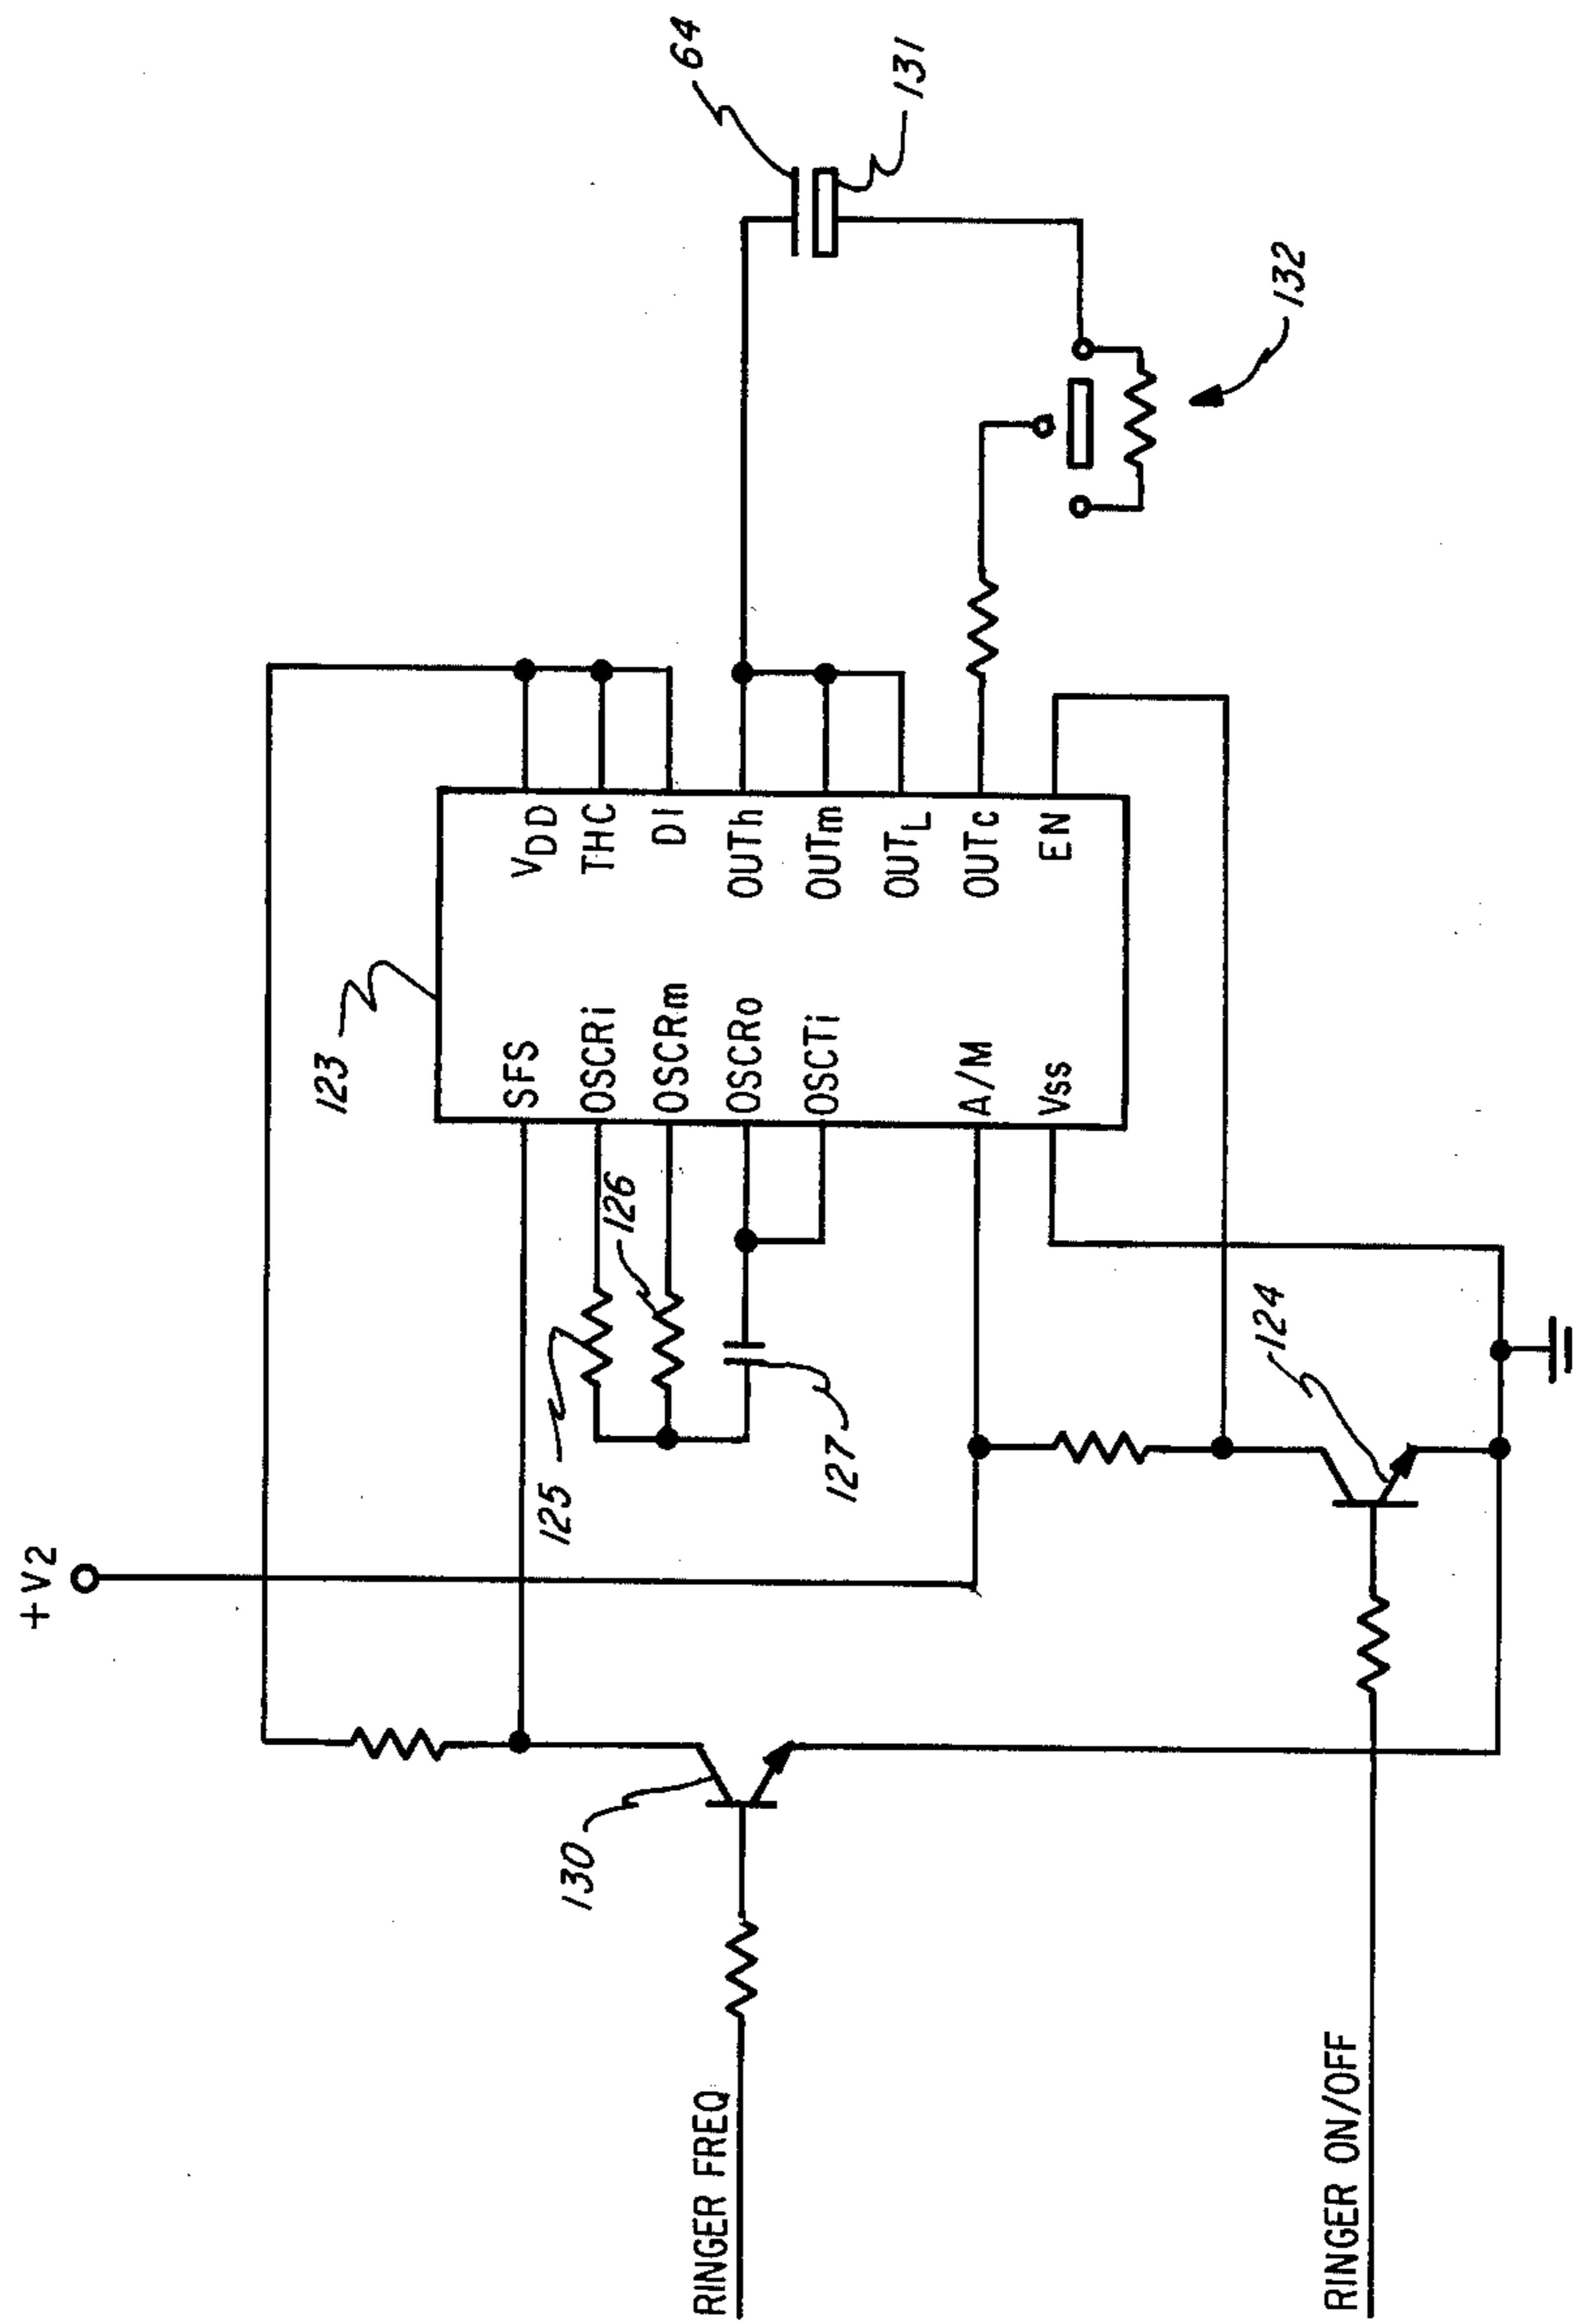 +V2
123
SFS
OSCRi
OSCRm
OSCRo
OSCTi
A/M
Vss
VDD
THC
DI
OUTh
OUTm
OUTL
OUTc
EN
64
131
132
125
126
127
130
124
RINGER FREQ
RINGER ON/OFF